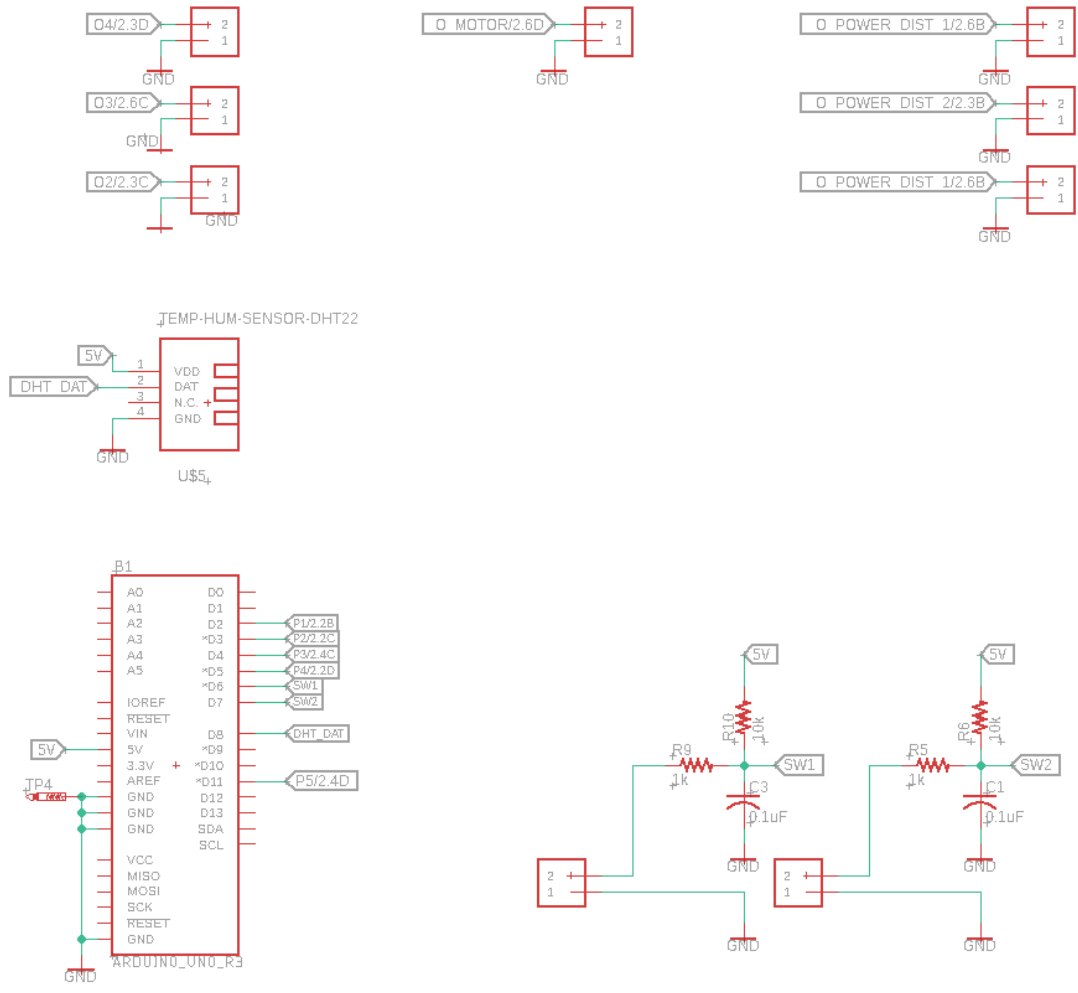 O4/2.3D
2
1
GND
O MOTOR/2.6D
2
1
GND
O POWER DIST 1/2.6B
2
1
GND
O3/2.6C
2
1
GND
O POWER DIST 2/2.3B
2
1
GND
O2/2.3C
2
1
GND
O POWER DIST 1/2.6B
2
1
GND
TEMP-HUM-SENSOR-DHT22
5V
DHT DAT
1 VDD
2 DAT
3 N.C.
4 GND
GND
U$5
B1
A0 D0
A1 D1
A2 D2 P1/2.2B
A3 *D3 P2/2.2C
A4 D4 P3/2.4C
A5 *D5 P4/2.2D
*D6 SW1
IOREF D7 SW2
RESET
VIN D8 DHT_DAT
5V 5V *D9
3.3V *D10
AREF *D11 P5/2.4D
TP4
GND D12
GND D13
GND SDA
SCL
VCC
MISO
MOSI
SCK
RESET
GND
ARDUINO_UNO_R3
GND
5V
R10
10k
R9
1k
SW1
C3
0.1uF
GND
2
1
GND
5V
R6
10k
R5
1k
SW2
C1
0.1uF
GND
2
1
GND